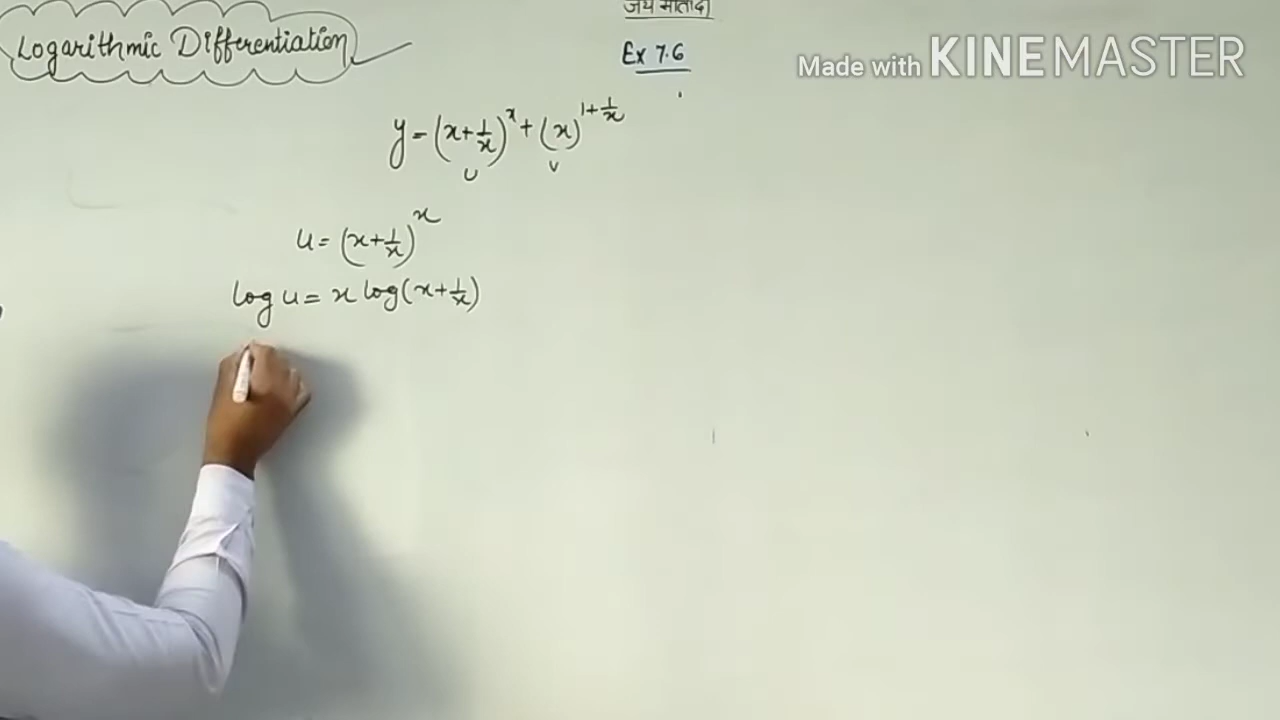 जय माता दी
Logarithmic Differentiation
Ex 7.6
Made with KINEMASTER
y = (x + 1/x)^x + (x)^(1 + 1/x)
U V
u = (x + 1/x)^x
log u = x log(x + 1/x)